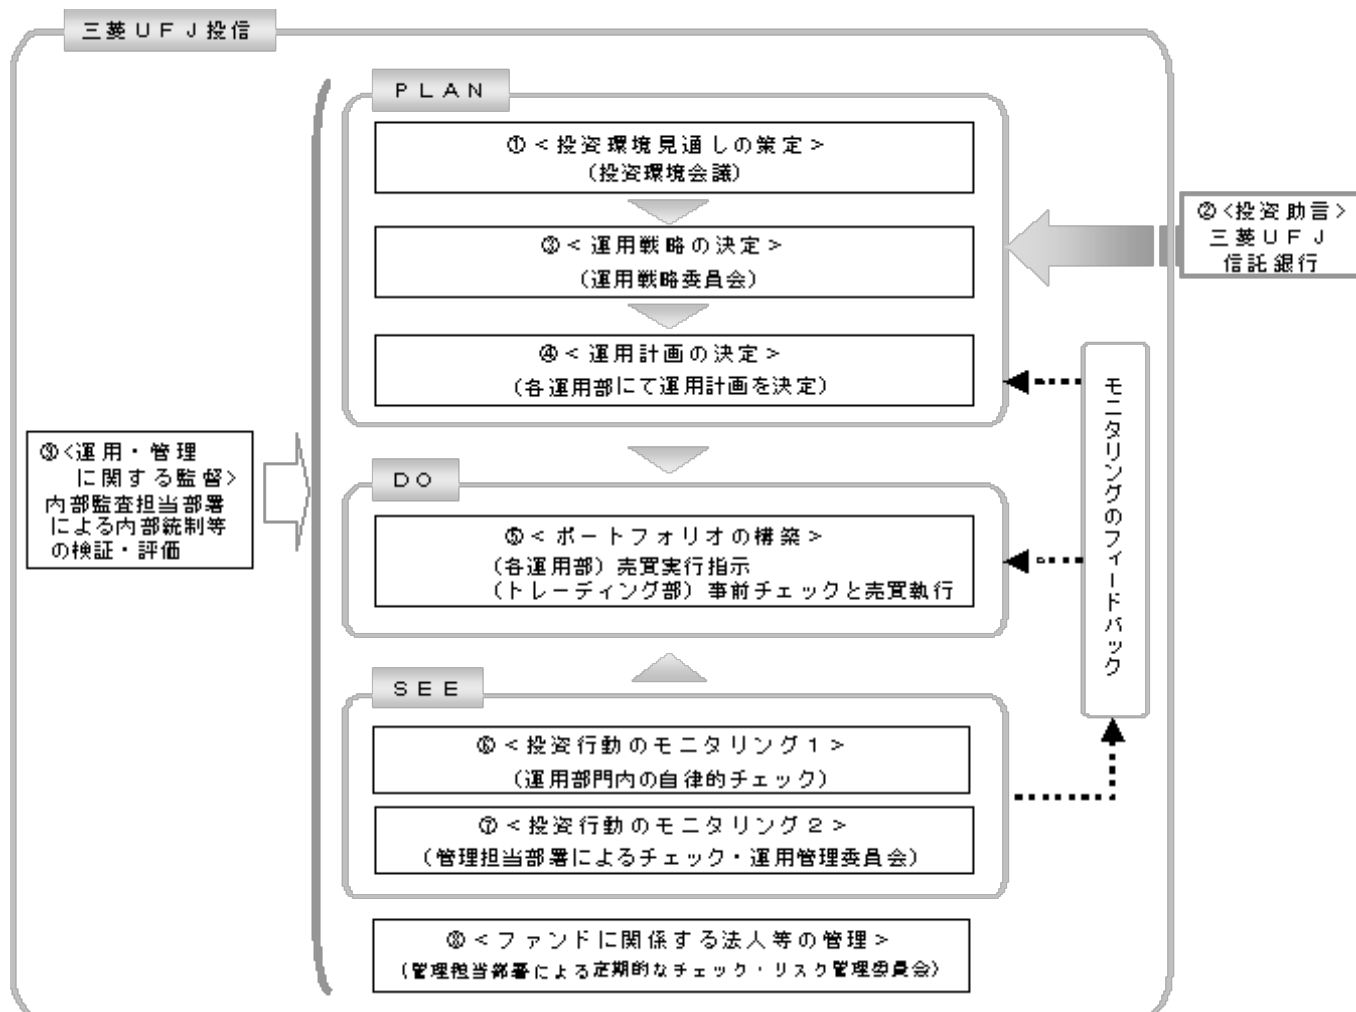 三菱UFJ投信
PLAN
①<投資環境見通しの策定>
(投資環境会議)
②<投資助言>
三菱UFJ
信託銀行
③<運用戦略の決定>
(運用戦略委員会)
④<運用計画の決定>
(各運用部にて運用計画を決定)
モニタリングのフィードバック
⑨<運用・管理
に関する監督>
内部監査担当部署
による内部統制等
の検証・評価
DO
⑤<ポートフォリオの構築>
(各運用部)売買実行指示
(トレーディング部)事前チェックと売買執行
SEE
⑥<投資行動のモニタリング1>
(運用部門内の自律的チェック)
⑦<投資行動のモニタリング2>
(管理担当部署によるチェック・運用管理委員会)
⑧<ファンドに関係する法人等の管理>
(管理担当部署による定期的なチェック・リスク管理委員会)